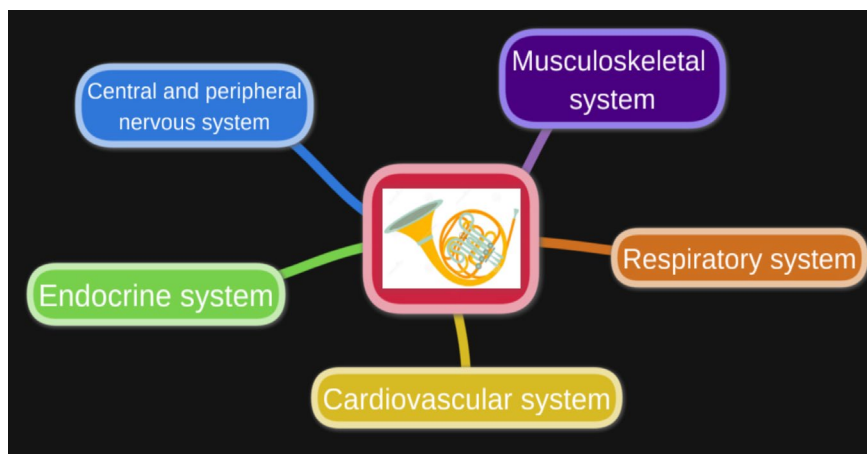 Musculoskeletal
system
Central and peripheral
nervous system
Respiratory system
Endocrine system
Cardiovascular system